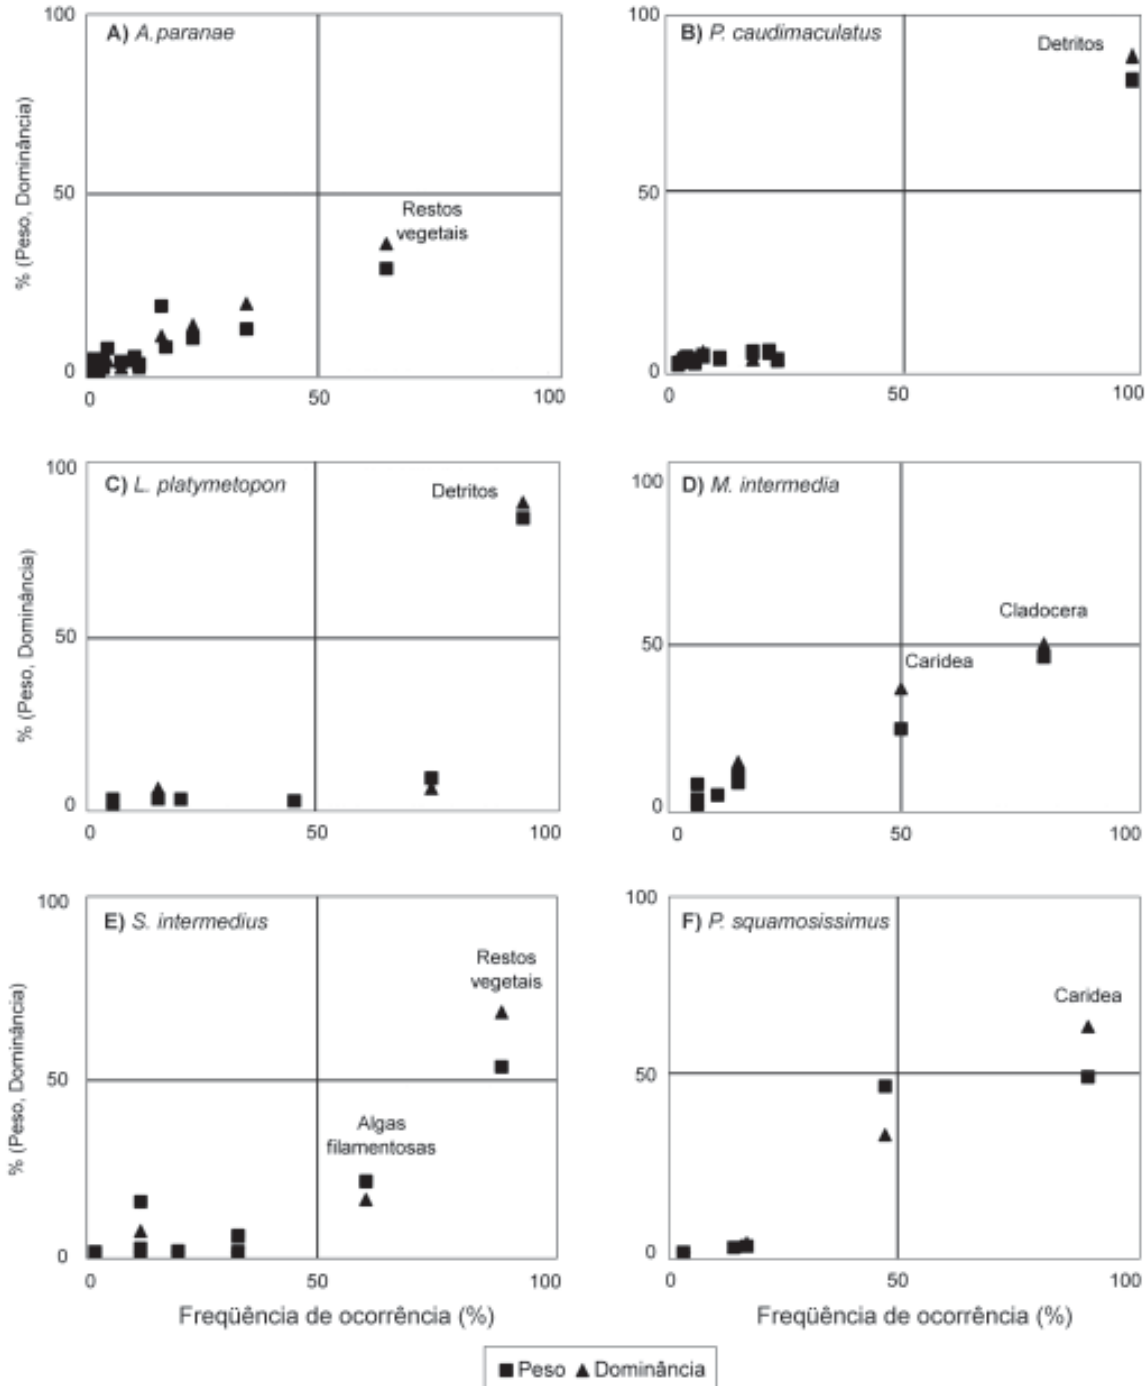 100
A) A.paranae
50
Restos
vegetais
0
0
50
100
% (Peso, Dominância)
100
B) P. caudimaculatus
Detritos
50
0
0
50
100
100
C) L. platymetopon
Detritos
50
0
0
50
100
% (Peso, Dominância)
100
D) M. intermedia
Cladocera
50
Caridea
0
0
50
100
100
E) S. intermedius
Restos
vegetais
50
Algas
filamentosas
0
0
50
100
% (Peso, Dominância)
Freqüência de ocorrência (%)
100
F) P. squamosissimus
Caridea
50
0
0
50
100
Freqüência de ocorrência (%)
Peso Dominância